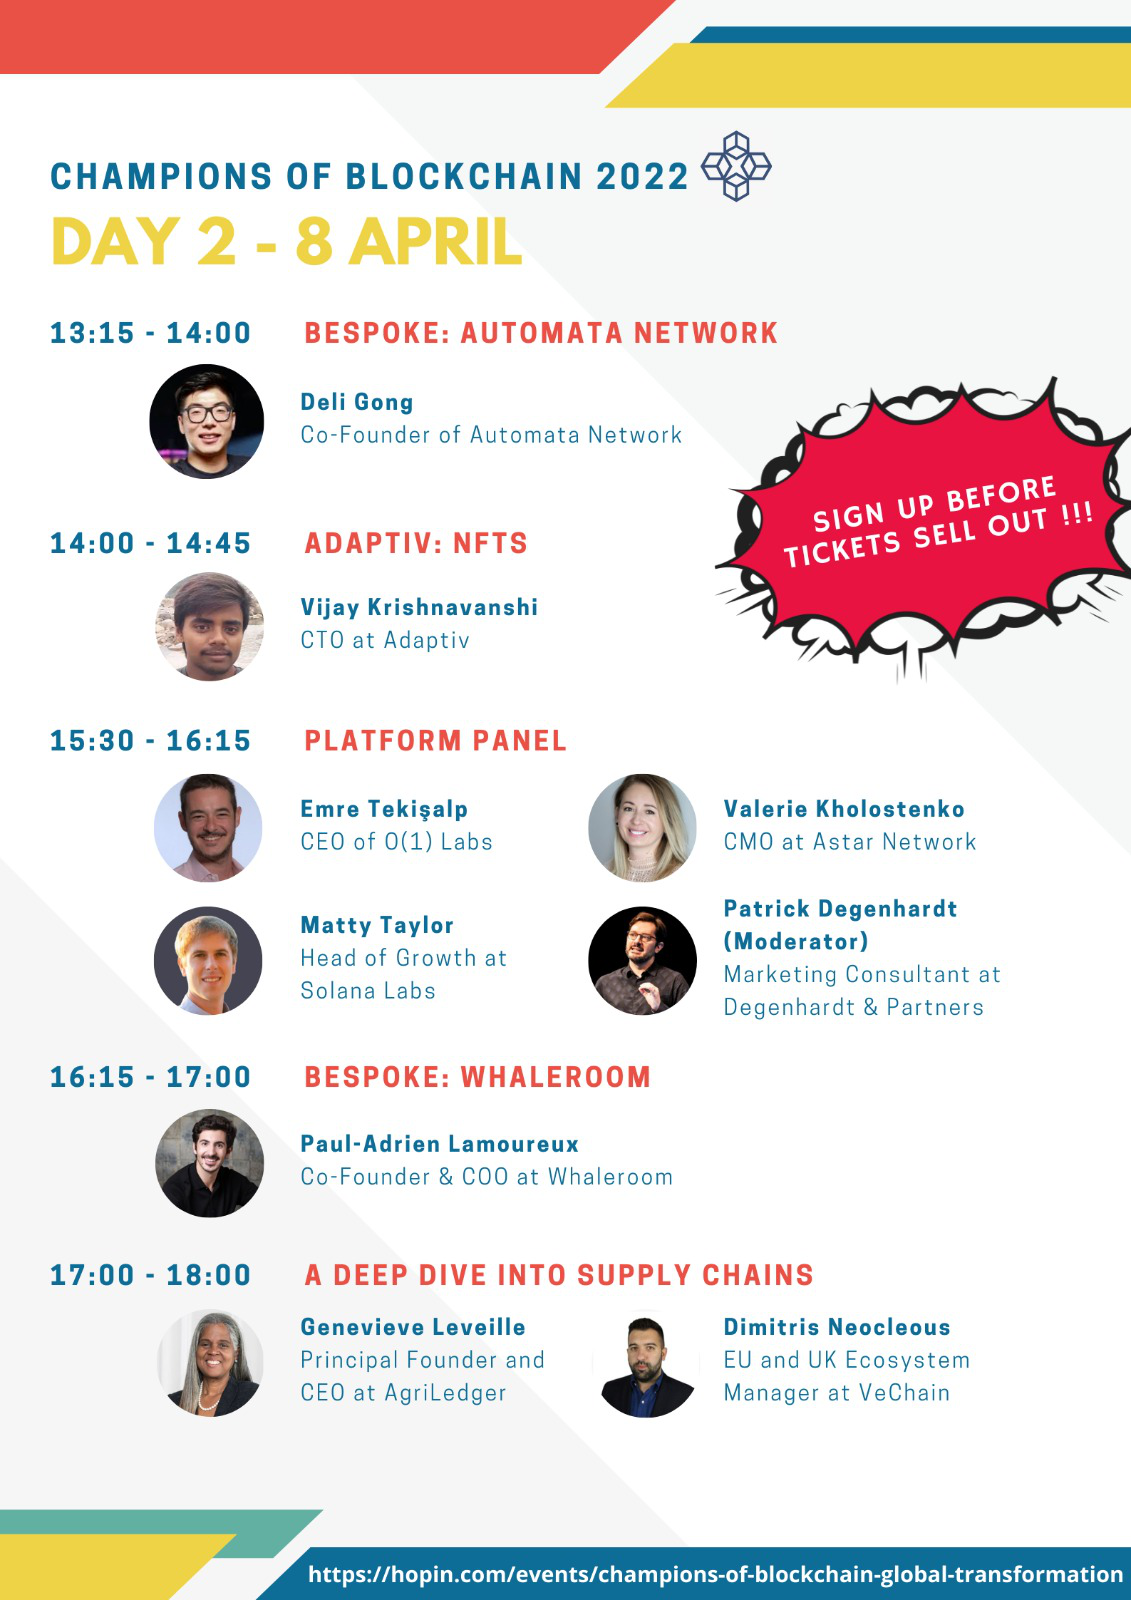 CHAMPIONS OF BLOCKCHAIN 2022
DAY 2 - 8 APRIL
13:15 - 14:00 BESPOKE: AUTOMATA NETWORK
Deli Gong
Co-Founder of Automata Network
SIGN UP BEFORE
TICKETS SELL OUT !!!
14:00 - 14:45 ADAPTIV: NFTS
Vijay Krishnavanshi
CTO at Adaptiv
15:30 - 16:15 PLATFORM PANEL
Emre Tekişalp
CEO of O(1) Labs
Valerie Kholostenko
CMO at Astar Network
Matty Taylor
Head of Growth at
Solana Labs
Patrick Degenhardt
(Moderator)
Marketing Consultant at
Degenhardt & Partners
16:15 - 17:00 BESPOKE: WHALEROOM
Paul-Adrien Lamoureux
Co-Founder & COO at Whaleroom
17:00 - 18:00 A DEEP DIVE INTO SUPPLY CHAINS
Genevieve Leveille
Principal Founder and
CEO at AgriLedger
Dimitris Neocleous
EU and UK Ecosystem
Manager at VeChain
https://hopin.com/events/champions-of-blockchain-global-transformation